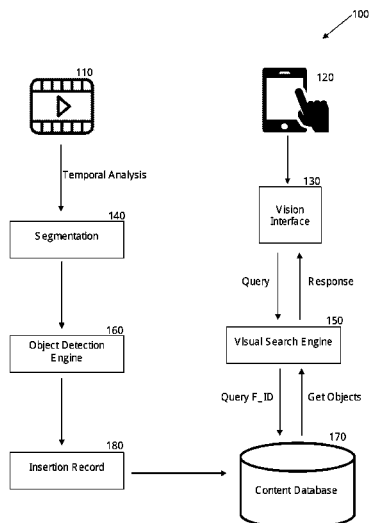 100
110
120
Temporal Analysis
130
Vision
Interface
140
Segmentation
Query
Response
150
Visual Search Engine
160
Object Detection
Engine
Query F_ID
Get Objects
170
Content Database
180
Insertion Record